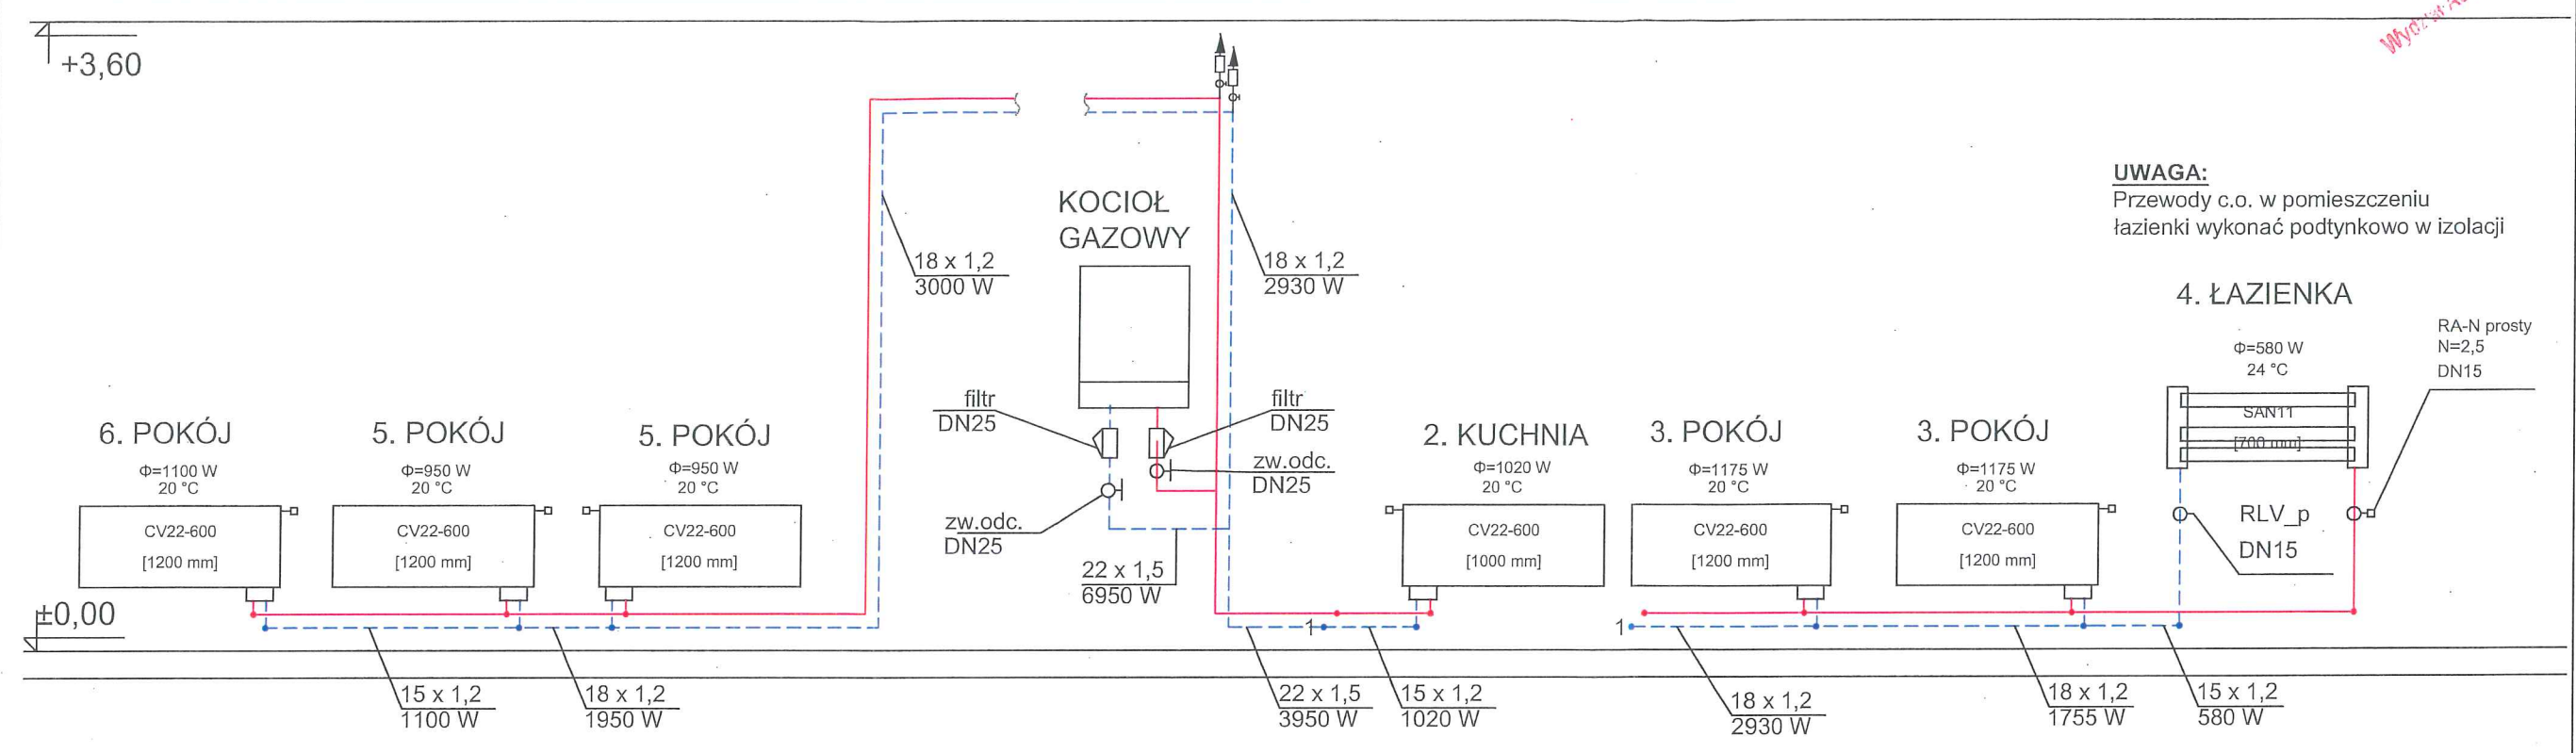 Wydział
+3,60
UWAGA:
Przewody c.o. w pomieszczeniu
łazienki wykonać podtynkowo w izolacji
KOCIOŁ
GAZOWY
18 x 1,2
3000 W
18 x 1,2
2930 W
4. ŁAZIENKA
Φ=580 W
24 °C
SAN11
[700 mm]
RA-N prosty
N=2,5
DN15
RLV_p
DN15
filtr
DN25
filtr
DN25
zw.odc.
DN25
zw.odc.
DN25
22 x 1,5
6950 W
6. POKÓJ
Φ=1100 W
20 °C
CV22-600
[1200 mm]
5. POKÓJ
Φ=950 W
20 °C
CV22-600
[1200 mm]
5. POKÓJ
Φ=950 W
20 °C
CV22-600
[1200 mm]
2. KUCHNIA
Φ=1020 W
20 °C
CV22-600
[1000 mm]
3. POKÓJ
Φ=1175 W
20 °C
CV22-600
[1200 mm]
3. POKÓJ
Φ=1175 W
20 °C
CV22-600
[1200 mm]
±0,00
1
1
15 x 1,2
1100 W
18 x 1,2
1950 W
22 x 1,5
3950 W
15 x 1,2
1020 W
18 x 1,2
2930 W
18 x 1,2
1755 W
15 x 1,2
580 W